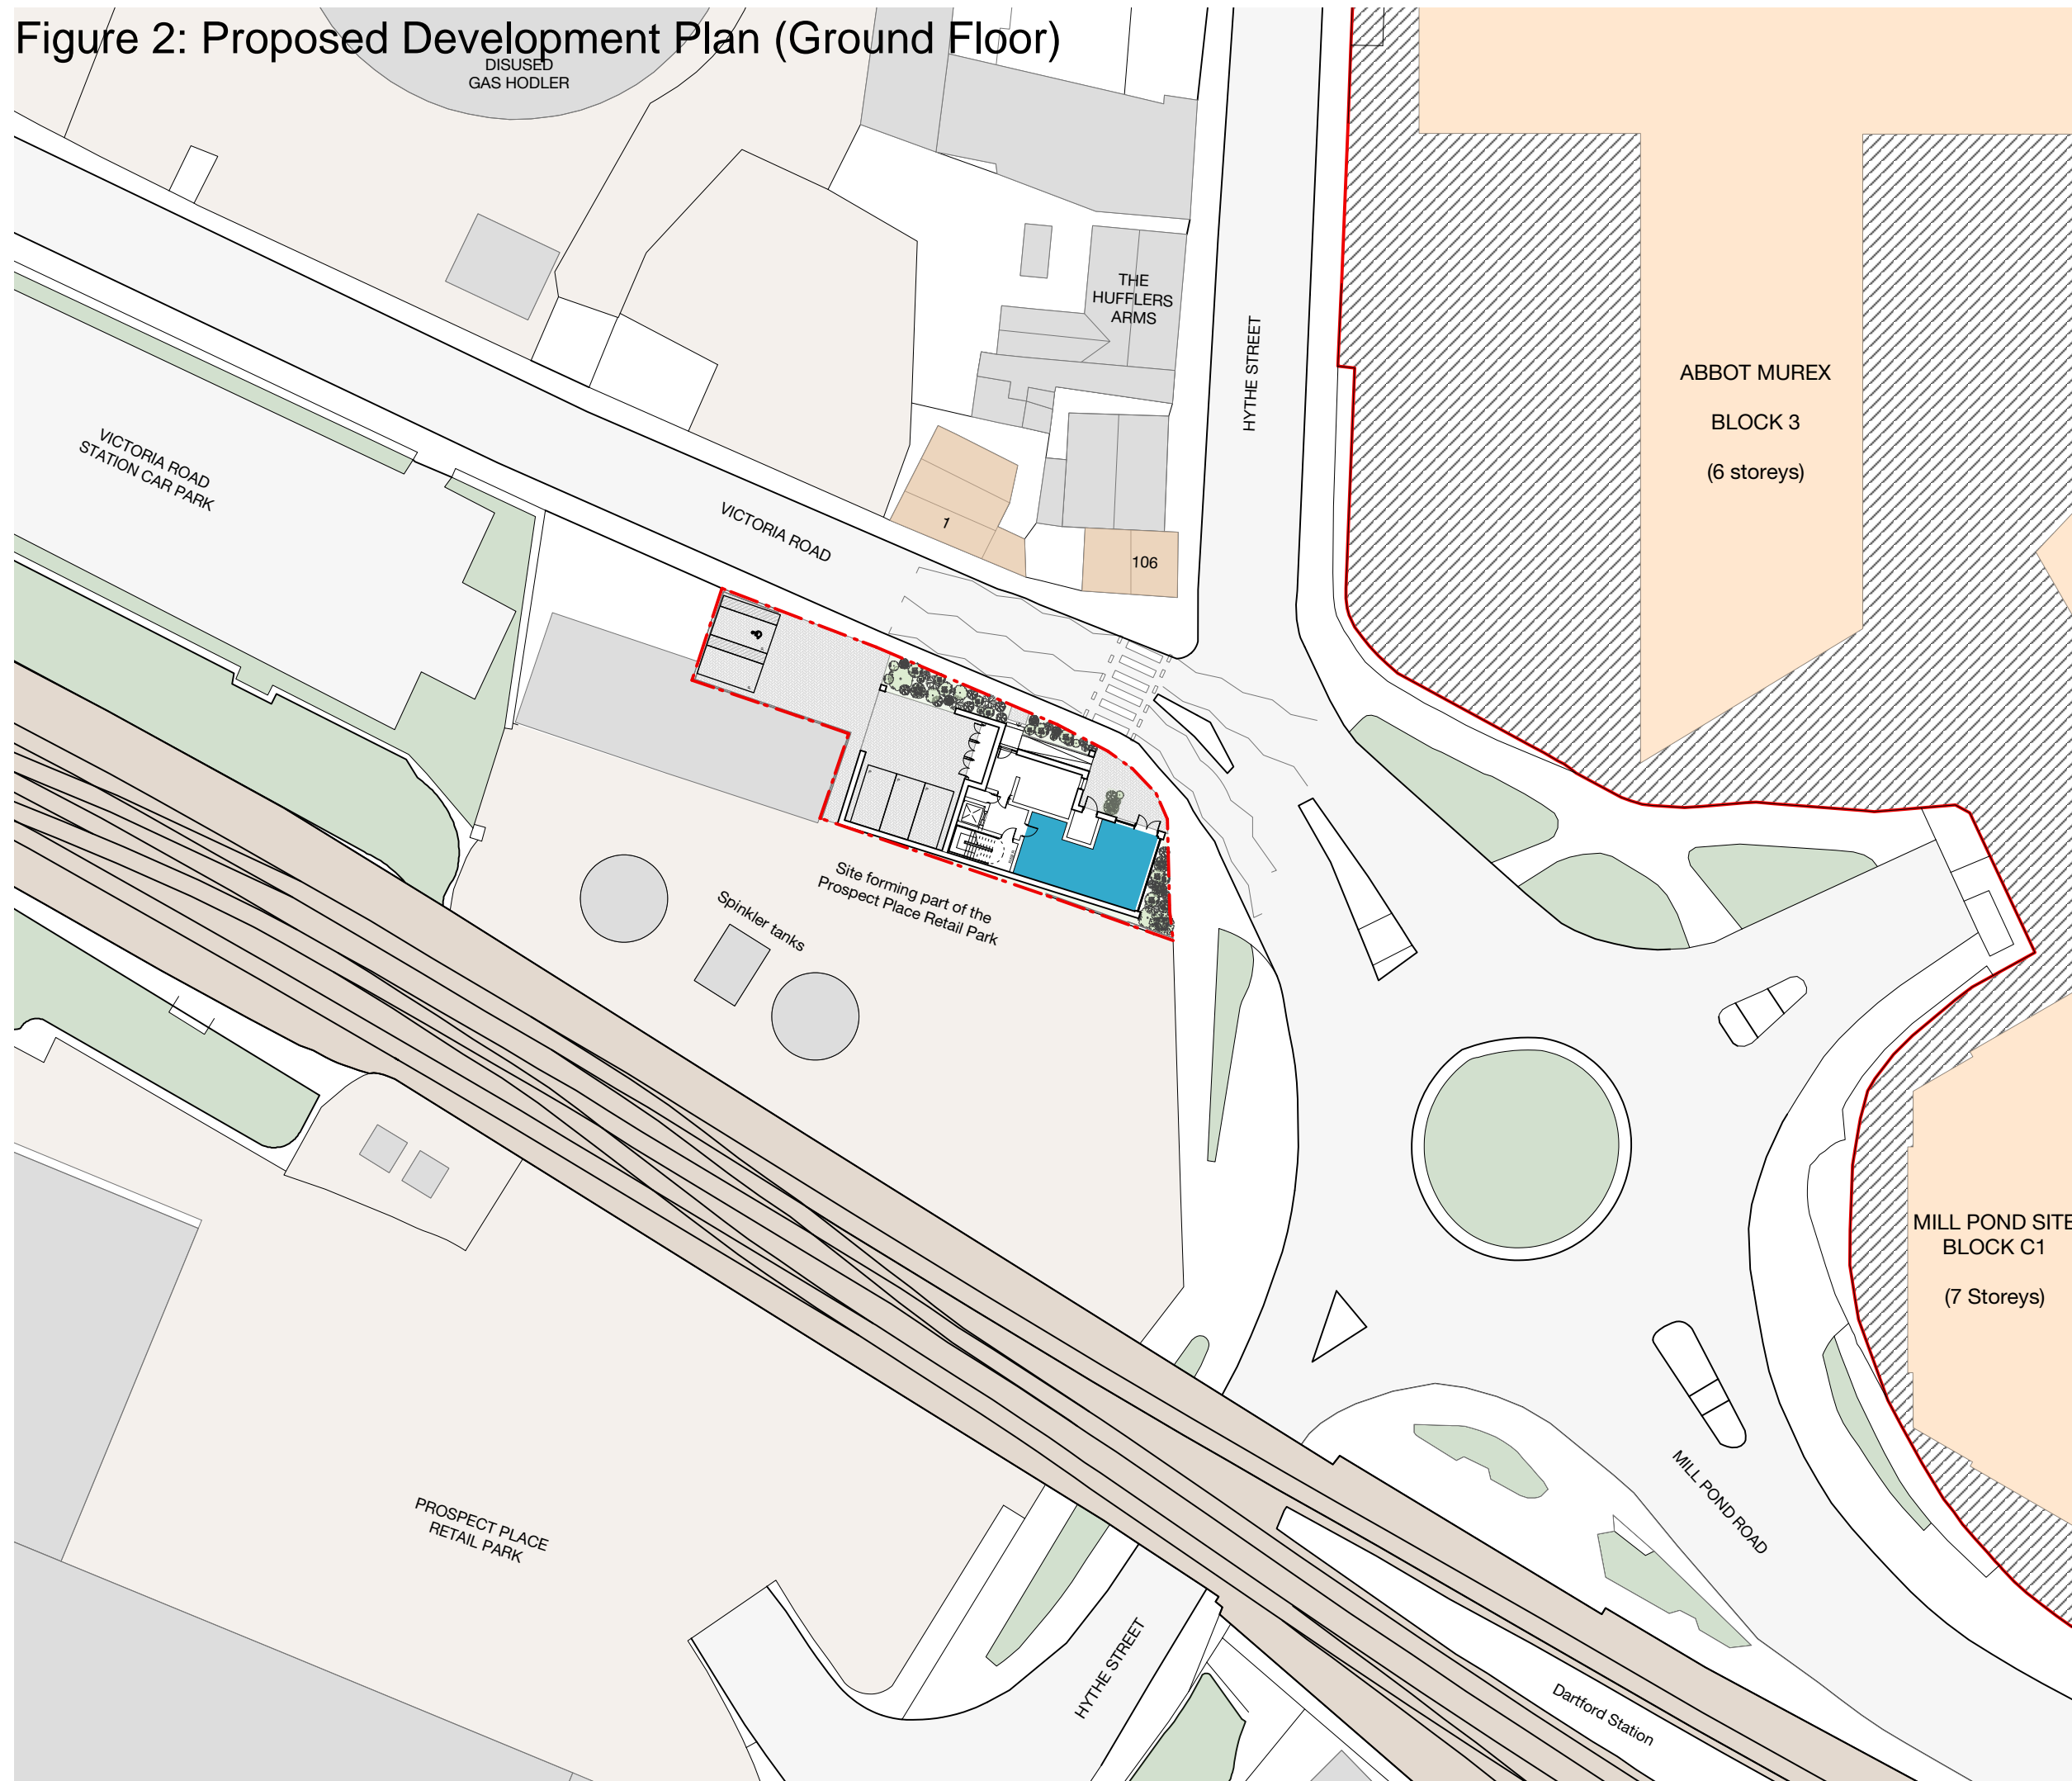 Figure 2: Proposed Development Plan (Ground Floor)
DISUSED
GAS HODLER
THE
HUFFLERS
ARMS
HYTHE STREET
ABBOT MUREX
BLOCK 3
(6 storeys)
VICTORIA ROAD
STATION CAR PARK
VICTORIA ROAD
1
106
Site forming part of the
Prospect Place Retail Park
Spinkler tanks
MILL POND SITE
BLOCK C1
(7 Storeys)
MILL POND ROAD
PROSPECT PLACE
RETAIL PARK
HYTHE STREET
Dartford Station